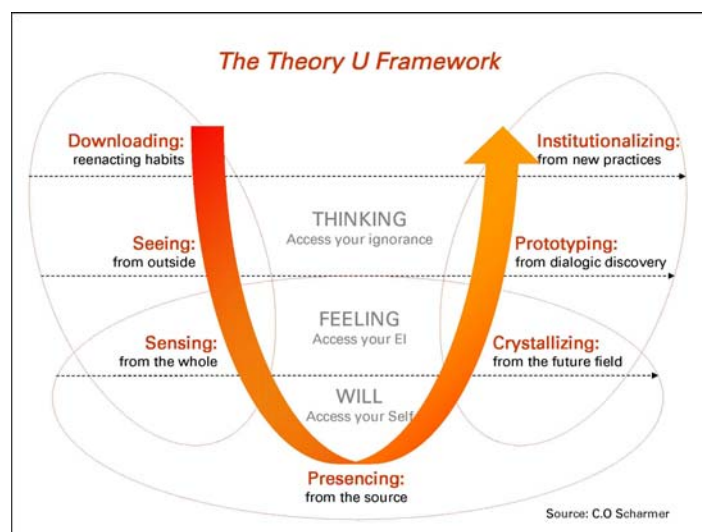 The Theory U Framework
Downloading:
reenacting habits
Institutionalizing:
from new practices
THINKING
Access your ignorance
Seeing:
from outside
Prototyping:
from dialogic discovery
FEELING
Access your EI
Sensing:
from the whole
Crystallizing:
from the future field
WILL
Access your Self
Presencing:
from the source
Source: C.O Scharmer